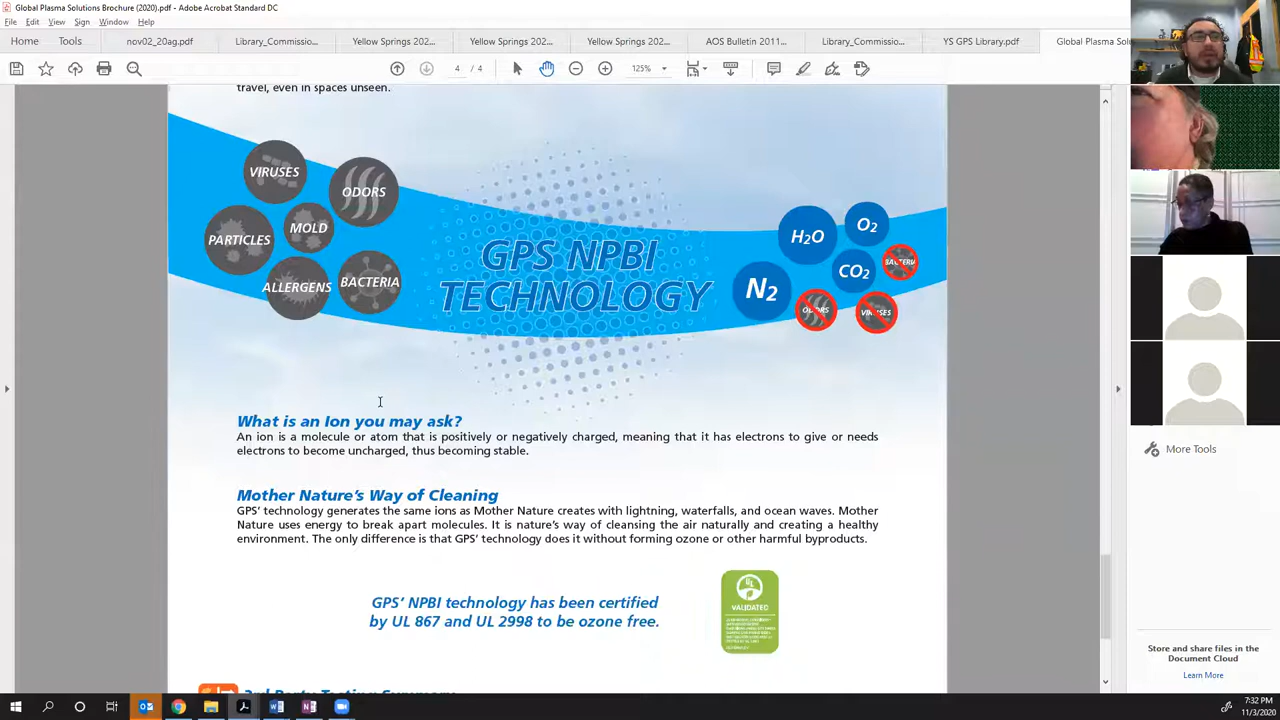 Global Plasma Solutions Brochure (2020).pdf - Adobe Acrobat Standard DC
File Edit View Sign Window Help
Home Tools nov02_20ag.pdf Library_Commissio... Yellow Springs 202... Yellow Springs 202... Yellow Springs 202... AOS Bulletin 2011... Library_Commissio... YS GPS Library.pdf Global Plasma Solu
4 / 4 125%
travel, even in spaces unseen.
VIRUSES
ODORS
PARTICLES
MOLD
ALLERGENS
BACTERIA
GPS NPBI
TECHNOLOGY
H2O
O2
N2
CO2
BACTERIA
ODORS
VIRUSES
What is an Ion you may ask?
An ion is a molecule or atom that is positively or negatively charged, meaning that it has electrons to give or needs
electrons to become uncharged, thus becoming stable.
Mother Nature's Way of Cleaning
GPS' technology generates the same ions as Mother Nature creates with lightning, waterfalls, and ocean waves. Mother
Nature uses energy to break apart molecules. It is nature's way of cleansing the air naturally and creating a healthy
environment. The only difference is that GPS' technology does it without forming ozone or other harmful byproducts.
GPS' NPBI technology has been certified
by UL 867 and UL 2998 to be ozone free.
UL
VALIDATED
3rd Party Testing Summary
More Tools
Store and share files in the
Document Cloud
Learn More
7:32 PM
11/3/2020